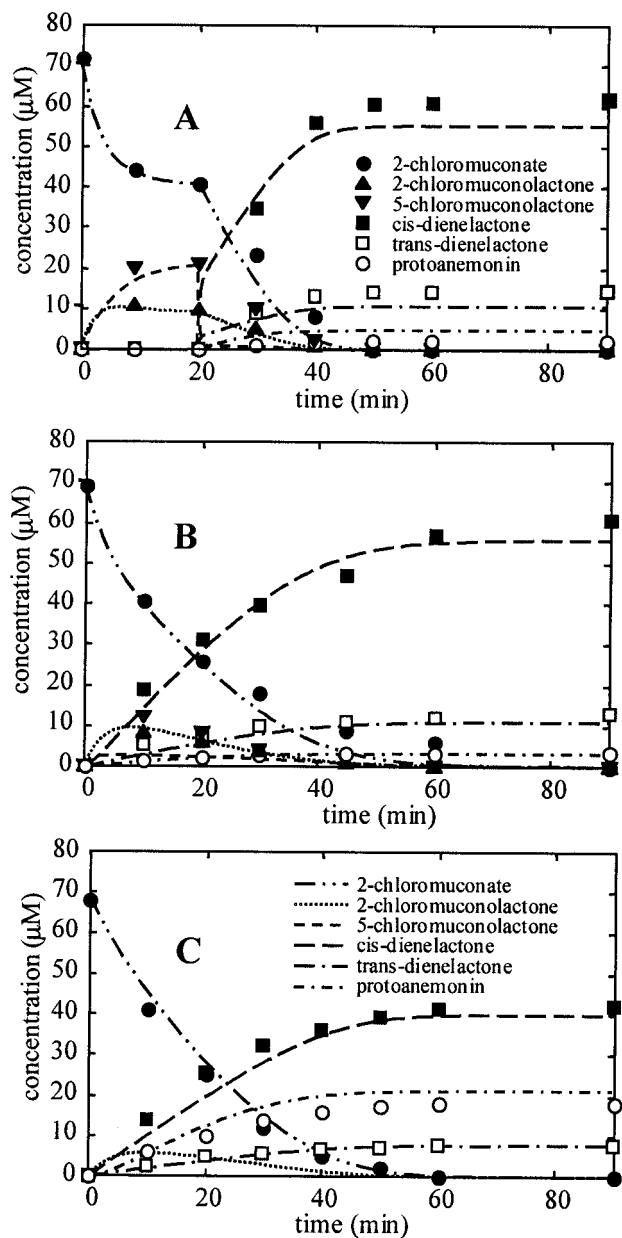 80
70
60
50
40
30
20
10
0
concentration (μM)
A
2-chloromuconate
2-chloromuconolactone
5-chloromuconolactone
cis-dienelactone
trans-dienelactone
protoanemonin
0
20
40
60
80
time (min)
80
70
60
50
40
30
20
10
0
concentration (μM)
B
0
20
40
60
80
time (min)
80
70
60
50
40
30
20
10
0
concentration (μM)
C
2-chloromuconate
2-chloromuconolactone
5-chloromuconolactone
cis-dienelactone
trans-dienelactone
protoanemonin
0
20
40
60
80
time (min)